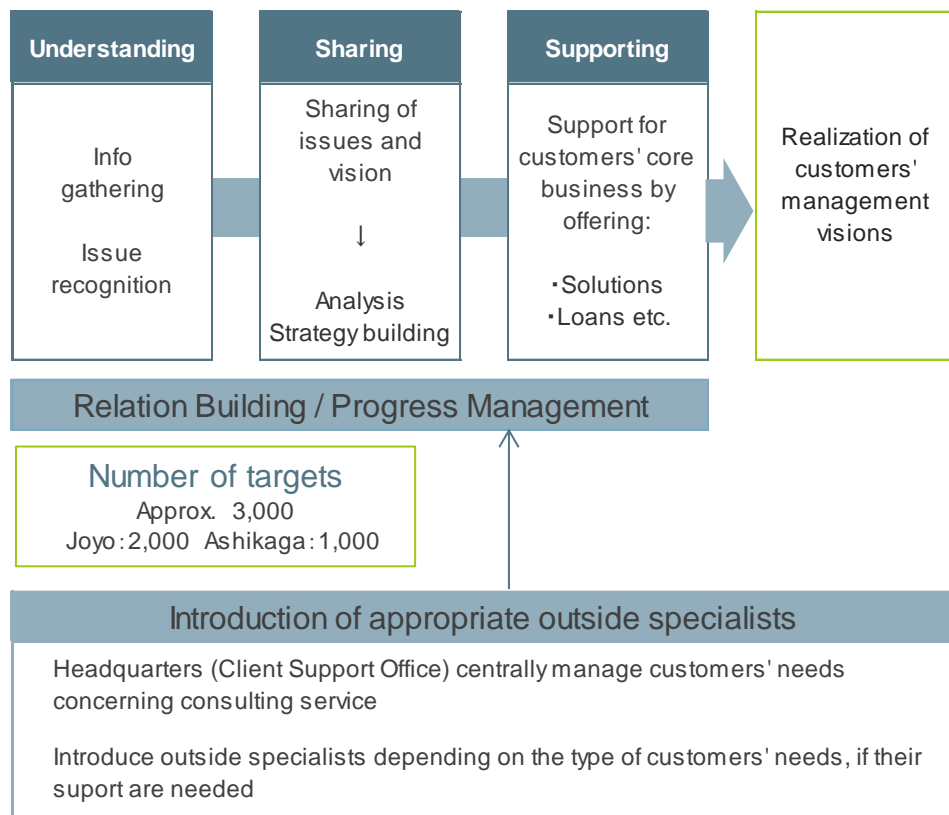 Understanding
Info
gathering
Issue
recognition
Sharing
Sharing of
issues and
vision
↓
Analysis
Strategy building
Supporting
Support for
customers' core
business by
offering:
・Solutions
・Loans etc.
Realization of
customers'
management
visions
Relation Building / Progress Management
Number of targets
Approx. 3,000
Joyo:2,000 Ashikaga:1,000
Introduction of appropriate outside specialists
Headquarters (Client Support Office) centrally manage customers' needs
concerning consulting service
Introduce outside specialists depending on the type of customers' needs, if their
suport are needed